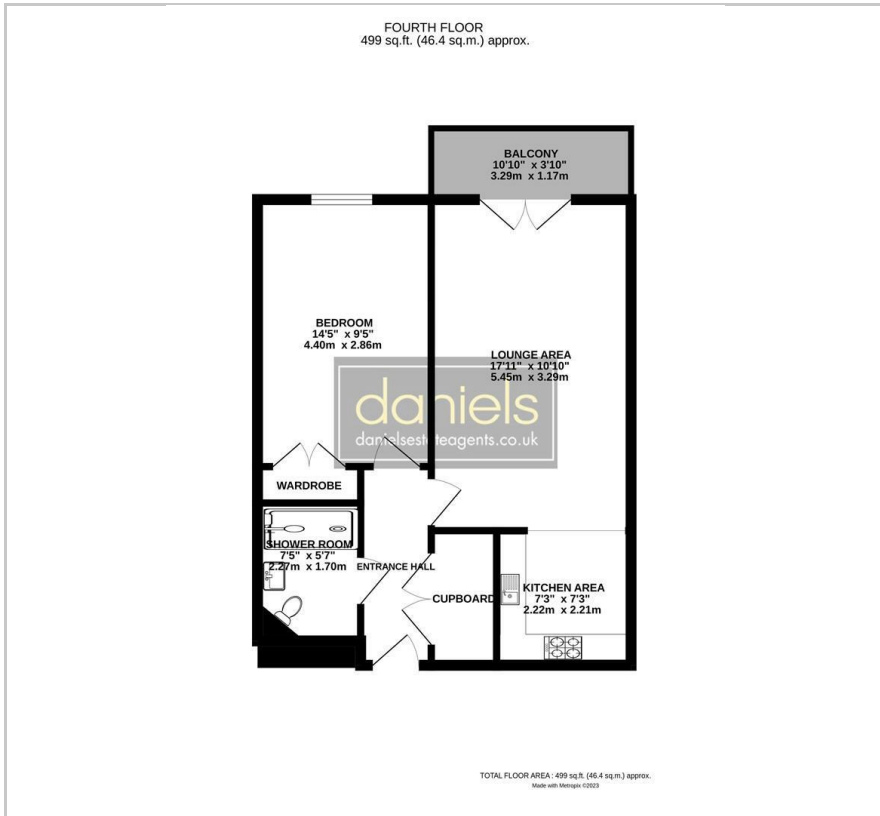 FOURTH FLOOR
499 sq.ft. (46.4 sq.m.) approx.
BALCONY
10'10" x 3'10"
3.29m x 1.17m
BEDROOM
14'5" x 9'5"
4.40m x 2.86m
LOUNGE AREA
17'11" x 10'10"
5.45m x 3.29m
daniels
danielsestateagents.co.uk
WARDROBE
SHOWER ROOM
7'5" x 5'7"
2.27m x 1.70m
ENTRANCE HALL
CUPBOARD
KITCHEN AREA
7'3" x 7'3"
2.22m x 2.21m
TOTAL FLOOR AREA : 499 sq.ft. (46.4 sq.m.) approx.
Made with Metropix ©2023